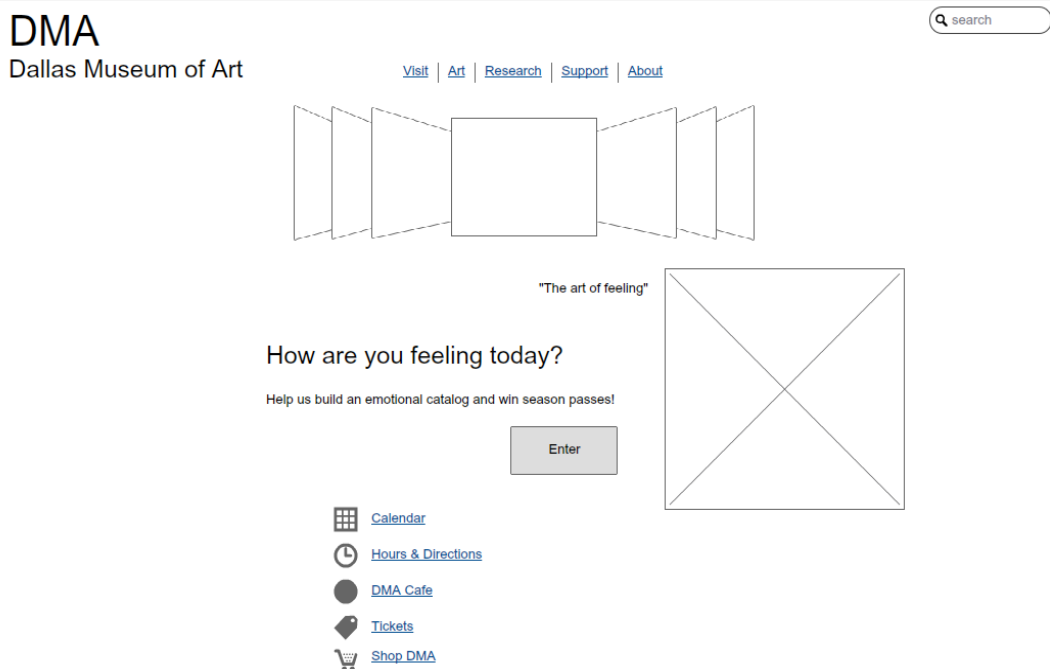 DMA
search
Dallas Museum of Art
Visit | Art | Research | Support | About
"The art of feeling"
How are you feeling today?
Help us build an emotional catalog and win season passes!
Enter
Calendar
Hours & Directions
DMA Cafe
Tickets
Shop DMA